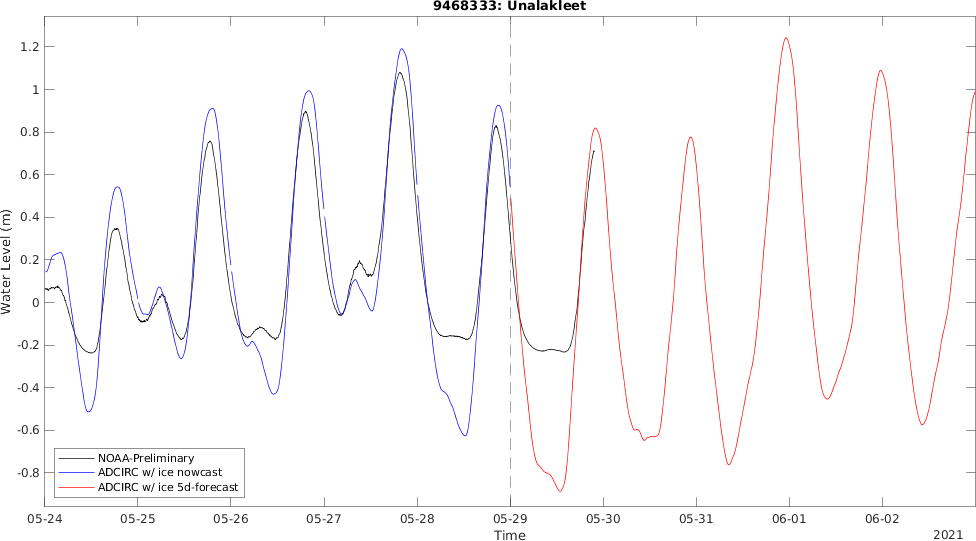 9468333: Unalakleet
Water Level (m)
1.2
1
0.8
0.6
0.4
0.2
0
-0.2
-0.4
-0.6
-0.8
NOAA-Preliminary
ADCIRC w/ ice nowcast
ADCIRC w/ ice 5d-forecast
05-24 05-25 05-26 05-27 05-28 05-29 05-30 05-31 06-01 06-02
Time
2021